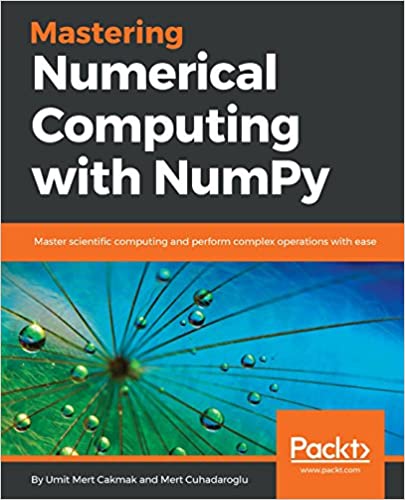 Mastering
Numerical
Computing
with NumPy
Master scientific computing and perform complex operations with ease
Packt>
www.packt.com
By Umit Mert Cakmak and Mert Cuhadaroglu